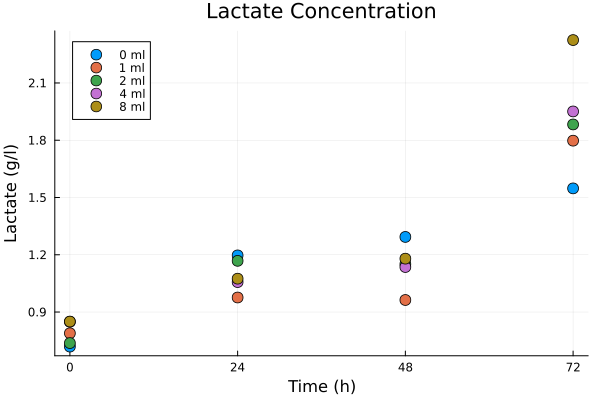 Lactate Concentration
0 ml
1 ml
2 ml
4 ml
8 ml
2.1
1.8
1.5
1.2
0.9
Lactate (g/l)
0 24 48 72
Time (h)